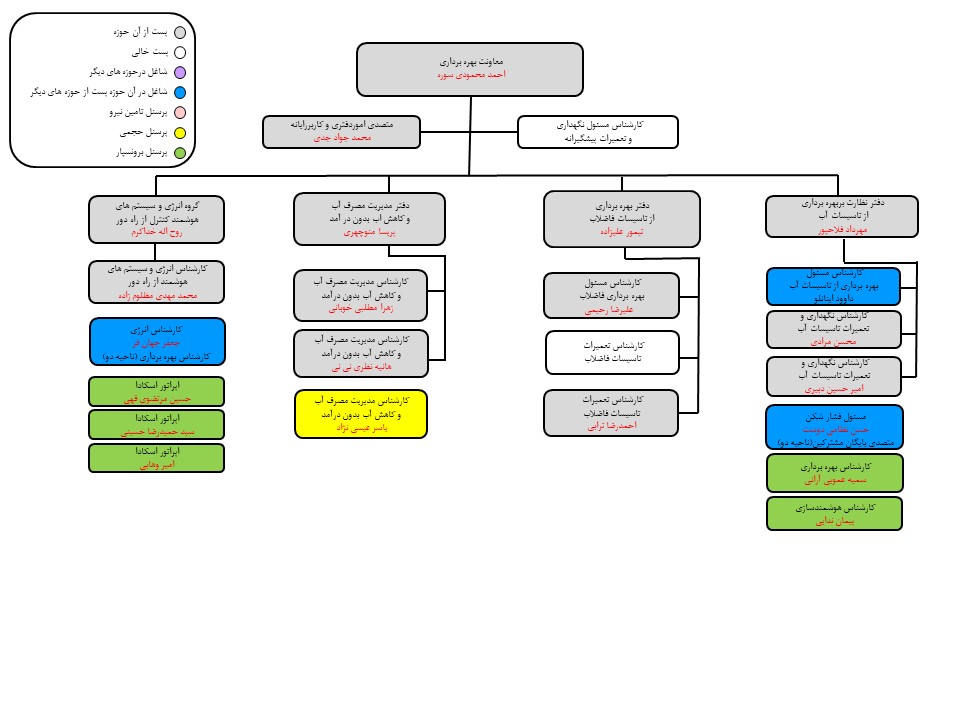 پست از آن حوزه
پست خالی
شاغل درحوزه های دیگر
شاغل در آن حوزه پست از حوزه های دیگر
پرسنل تامین نیرو
پرسنل حجمی
پرسنل برونسپار
معاونت بهره برداری
احمد محمودی سوره
کارشناس مسئول نگهداری
و تعمیرات پیشگیرانه
متصدی اموردفتری و کاربررایانه
محمد جواد جدی
دفتر نظارت بربهره برداری
از تاسیسات آب
مهرداد فلاحپور
کارشناس مسئول
بهره برداری از تاسیسات آب
داوود ایتانلو
کارشناس نگهداری و
تعمیرات تاسیسات آب
محسن مرادی
کارشناس نگهداری و
تعمیرات تاسیسات آب
امیر حسین دبیری
مسئول فشار شکن
حسن نظامی دوست
متصدی بایگان مشترکین(ناحیه دو)
کارشناس بهره برداری
سمیه عمویی آرانی
کارشناس هوشمندسازی
پیمان ندایی
دفتر بهره برداری
از تاسیسات فاضلاب
تیمور علیزاده
کارشناس مسئول
بهره برداری فاضلاب
علیرضا رحیمی
کارشناس تعمیرات
تاسیسات فاضلاب
کارشناس تعمیرات
تاسیسات فاضلاب
احمدرضا ترابی
دفتر مدیریت مصرف آب
و کاهش آب بدون در آمد
پریسا منوچهری
کارشناس مدیریت مصرف آب
و کاهش آب بدون درآمد
زهرا مطلبی خوبانی
کارشناس مدیریت مصرف آب
و کاهش آب بدون درآمد
هانیه نظری نی نی
کارشناس مدیریت مصرف آب
و کاهش آب بدون درآمد
یاسر عیسی نژاد
گروه انرژی و سیستم های
هوشمند کنترل از راه دور
روح اله خداکرم
کارشناس انرژی و سیستم های
هوشمند از راه دور
محمد مهدی مظلوم زاده
کارشناس انرژی
جعفر جهان فر
کارشناس بهره برداری (ناحیه دو)
اپراتور اسکادا
حسین مرتضوی قهی
اپراتور اسکادا
سید حمیدرضا حسینی
اپراتور اسکادا
امیر وهابی